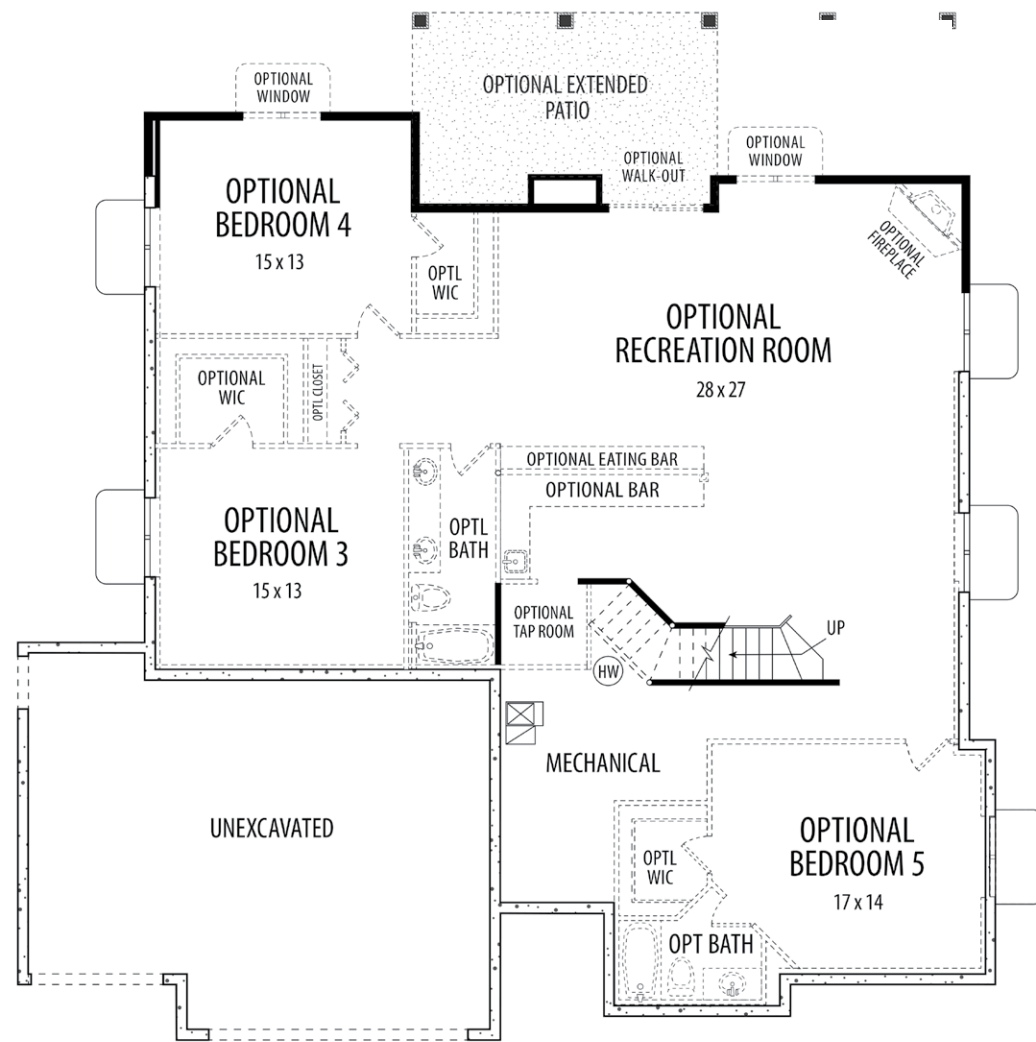 OPTIONAL
WINDOW
OPTIONAL EXTENDED
PATIO
OPTIONAL
WALK-OUT
OPTIONAL
WINDOW
OPTIONAL
BEDROOM 4
15 x 13
OPTL
WIC
OPTIONAL
FIREPLACE
OPTIONAL
RECREATION ROOM
28 x 27
OPTIONAL
WIC
OPTL CLOSET
OPTIONAL EATING BAR
OPTIONAL BAR
OPTIONAL
BEDROOM 3
15 x 13
OPTL
BATH
OPTIONAL
TAP ROOM
UP
HW
MECHANICAL
UNEXCAVATED
OPTL
WIC
OPTIONAL
BEDROOM 5
17 x 14
OPT BATH